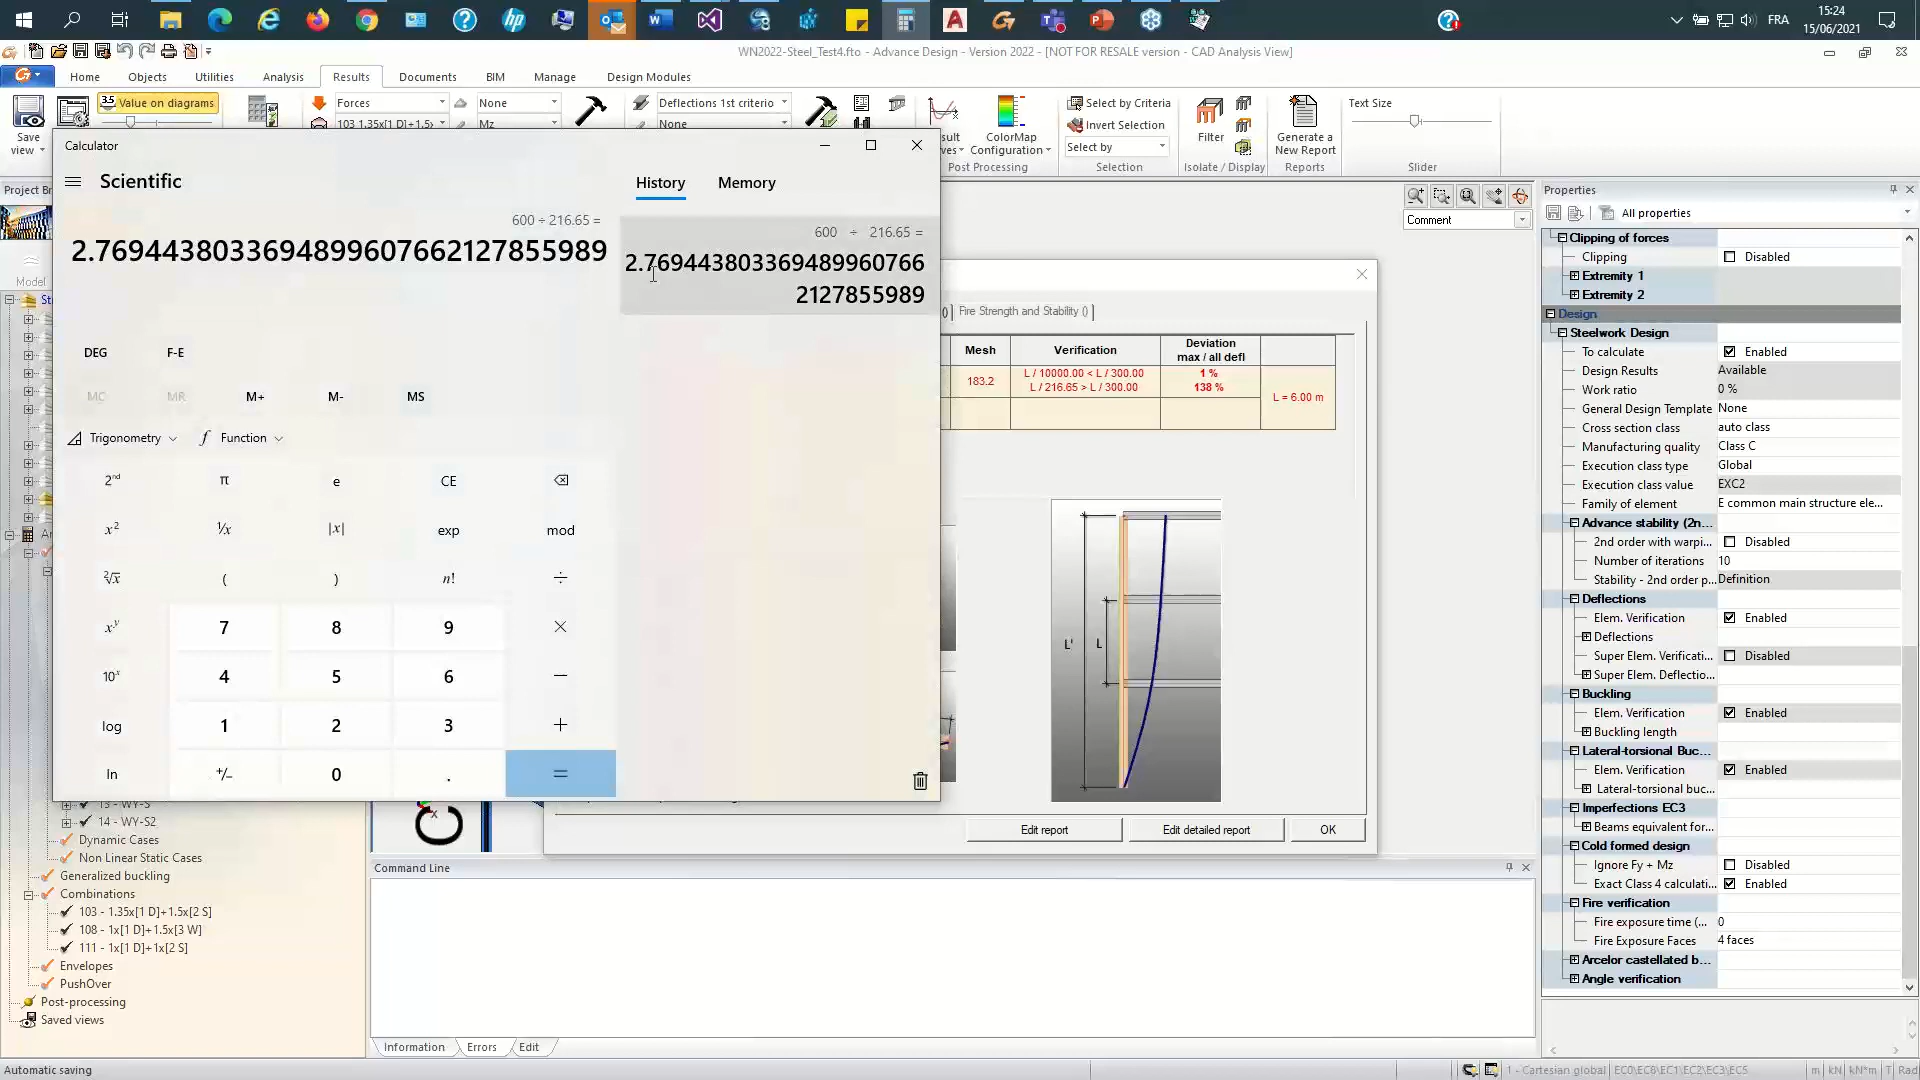 FRA
15:24
15/06/2021
WN2022-Steel_Test4.fto - Advance Design - Version 2022 - [NOT FOR RESALE version - CAD Analysis View]
Home Objects Utilities Analysis Results Documents BIM Manage Design Modules
Value on diagrams
Forces
None
Deflections 1st criterio
Select by Criteria
Text Size
103 1.35x[1 D]+1.5x
Mz
None
Invert Selection
Save
view
ColorMap
Configuration
Select by
Filter
Generate a
New Report
Post Processing
Selection
Isolate / Display
Reports
Slider
Calculator
Scientific
History Memory
600 ÷ 216.65 =
2.7694438033694899607662127855989
600 ÷ 216.65 =
2.769443803369489960766
2127855989
DEG F-E
MC MR M+ M- MS
Trigonometry Function
2nd π e CE
x2 1/x |x| exp mod
2√x ( ) n! ÷
xy 7 8 9 ×
10x 4 5 6 −
log 1 2 3 +
ln +/− 0 . =
Project Br
Model
St
Comment
Fire Strength and Stability ()
Mesh
Verification
Deviation
max / all defl
183.2
L / 10000.00 < L / 300.00
L / 216.65 > L / 300.00
1 %
138 %
L = 6.00 m
L'
L
Edit report
Edit detailed report
OK
13 - WY-S
14 - WY-S2
Dynamic Cases
Non Linear Static Cases
Generalized buckling
Combinations
103 - 1.35x[1 D]+1.5x[2 S]
108 - 1x[1 D]+1.5x[3 W]
111 - 1x[1 D]+1x[2 S]
Envelopes
PushOver
Post-processing
Saved views
x
Command Line
Information Errors Edit
Properties
All properties
Clipping of forces
Clipping Disabled
Extremity 1
Extremity 2
Design
Steelwork Design
To calculate Enabled
Design Results Available
Work ratio 0 %
General Design Template None
Cross section class auto class
Manufacturing quality Class C
Execution class type Global
Execution class value EXC2
Family of element E common main structure ele...
Advance stability (2n...
2nd order with warpi... Disabled
Number of iterations 10
Stability - 2nd order p... Definition
Deflections
Elem. Verification Enabled
Deflections
Super Elem. Verificati... Disabled
Super Elem. Deflectio...
Buckling
Elem. Verification Enabled
Buckling length
Lateral-torsional Buc...
Elem. Verification Enabled
Lateral-torsional buc...
Imperfections EC3
Beams equivalent for...
Cold formed design
Ignore Fy + Mz Disabled
Exact Class 4 calculati... Enabled
Fire verification
Fire exposure time (... 0
Fire Exposure Faces 4 faces
Arcelor castellated b...
Angle verification
Automatic saving
1 - Cartesian global
EC0\EC8\EC1\EC2\EC3\EC5
m kN kN*m T Rad